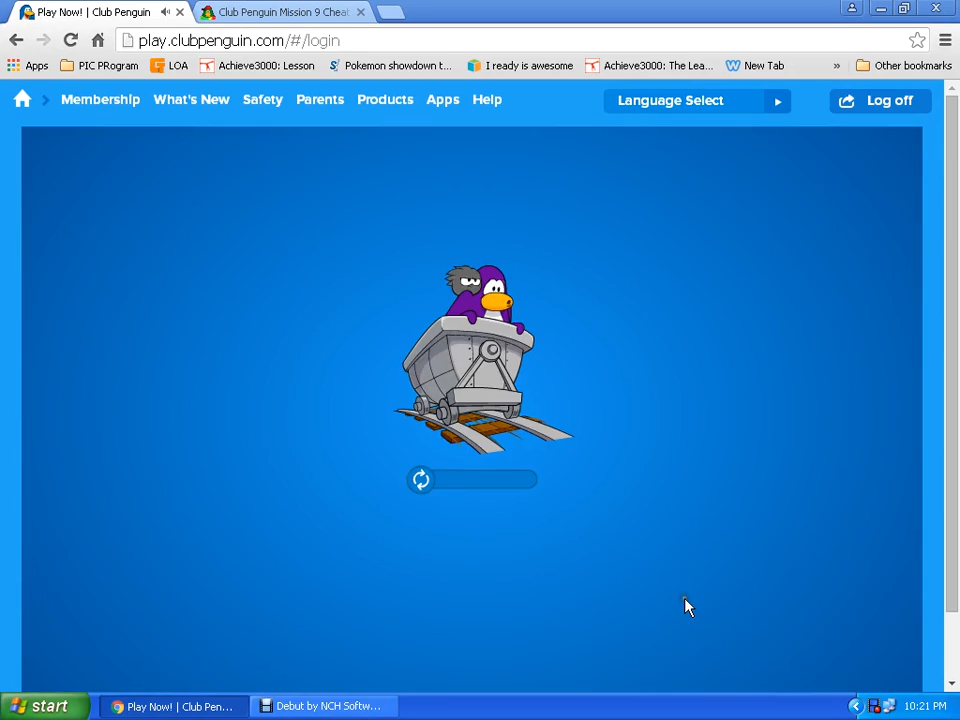 Play Now! | Club Penguin
Club Penguin Mission 9 Cheat
play.clubpenguin.com/#/login
Apps PIC PRogram LOA Achieve3000: Lesson Pokemon showdown t... I ready is awesome Achieve3000: The Lea... New Tab » Other bookmarks
Membership What's New Safety Parents Products Apps Help Language Select Log off
start Play Now! | Club Pen... Debut by NCH Softw... 10:21 PM